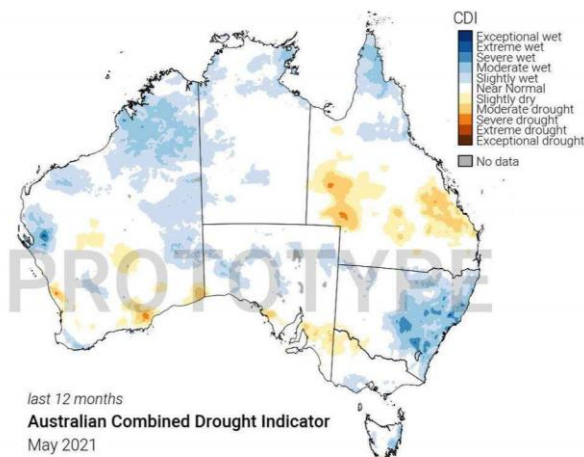 CDI
Exceptional wet
Extreme wet
Severe wet
Moderate wet
Slightly wet
Near Normal
Slightly dry
Moderate drought
Severe drought
Extreme drought
Exceptional drought
No data
PROTOTYPE
last 12 months
Australian Combined Drought Indicator
May 2021